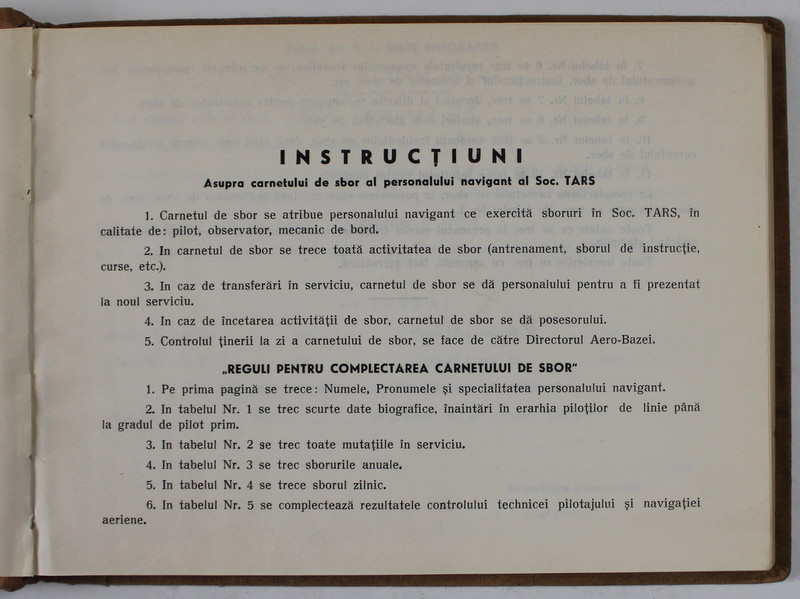 INSTRUCȚIUNI
Asupra carnetului de sbor al personalului navigant al Soc. TARS
1. Carnetul de sbor se atribue personalului navigant ce exercită sboruri în Soc. TARS, în
calitate de: pilot, observator, mecanic de bord.
2. In carnetul de sbor se trece toată activitatea de sbor (antrenament, sborul de instrucție,
curse, etc.).
3. In caz de transferări în serviciu, carnetul de sbor se dă personalului pentru a fi prezentat
la noul serviciu.
4. In caz de încetarea activității de sbor, carnetul de sbor se dă posesorului.
5. Controlul ținerii la zi a carnetului de sbor, se face de către Directorul Aero-Bazei.
„REGULI PENTRU COMPLECTAREA CARNETULUI DE SBOR"
1. Pe prima pagină se trece: Numele, Pronumele și specialitatea personalului navigant.
2. In tabelul Nr. 1 se trec scurte date biografice, înaintări în erarhia piloților de linie până
la gradul de pilot prim.
3. In tabelul Nr. 2 se trec toate mutațiile în serviciu.
4. In tabelul Nr. 3 se trec sborurile anuale.
5. In tabelul Nr. 4 se trece sborul zilnic.
6. In tabelul Nr. 5 se complectează rezultatele controlului technicei pilotajului și navigației
aeriene.